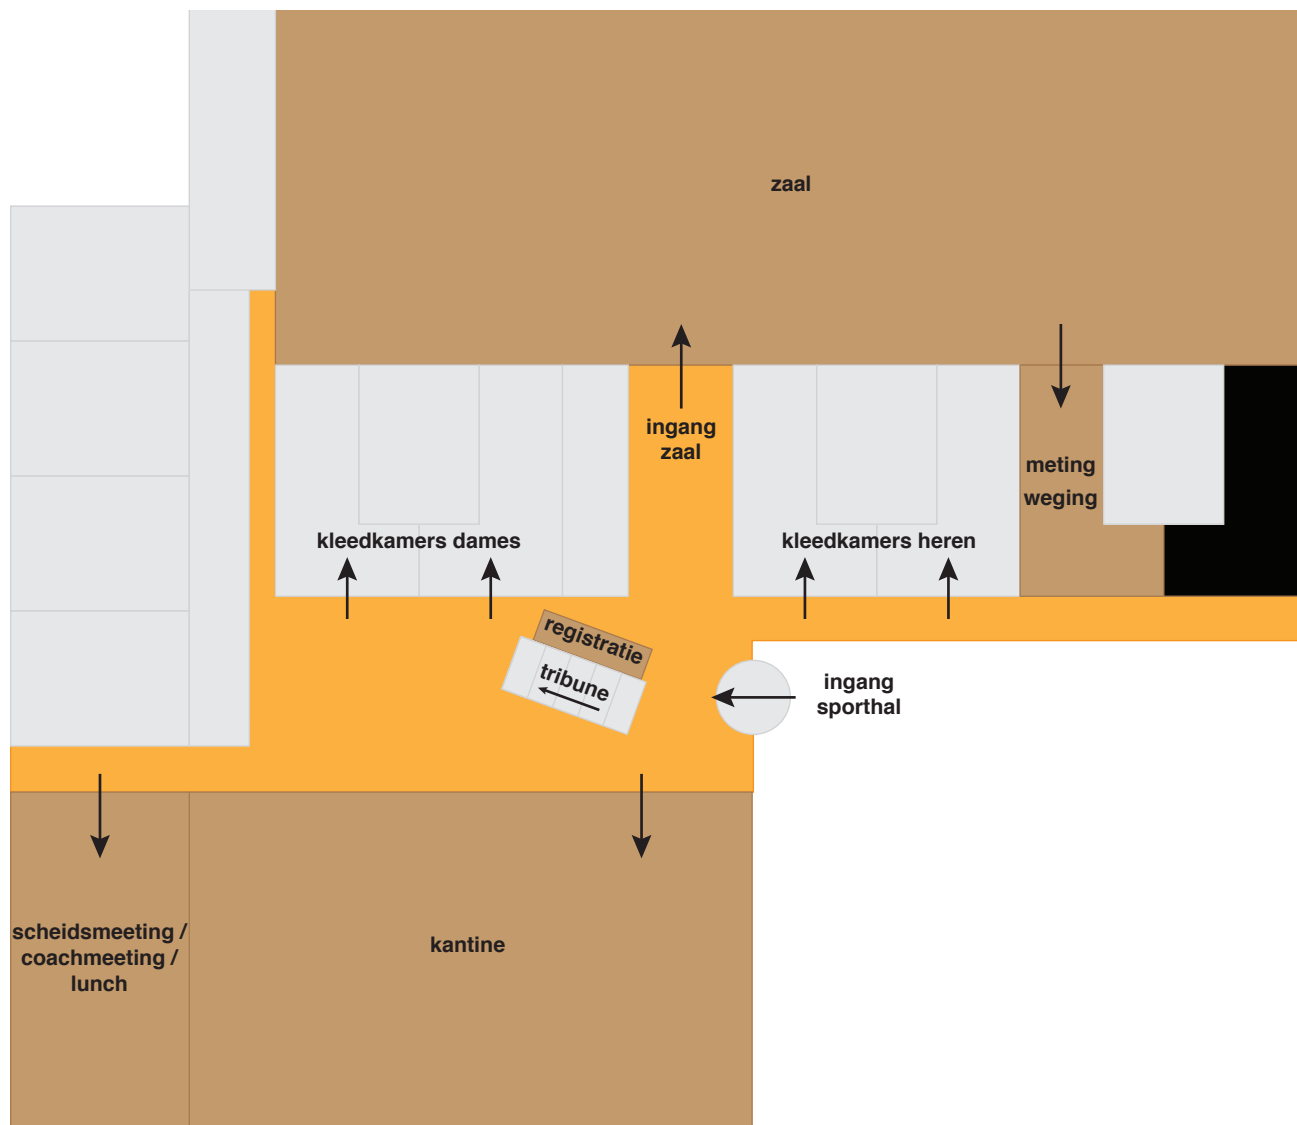 zaal
ingang
zaal
meting
weging
kleedkamers dames
kleedkamers heren
registratie
tribune
ingang
sporthal
scheidsmeeting /
coachmeeting /
lunch
kantine